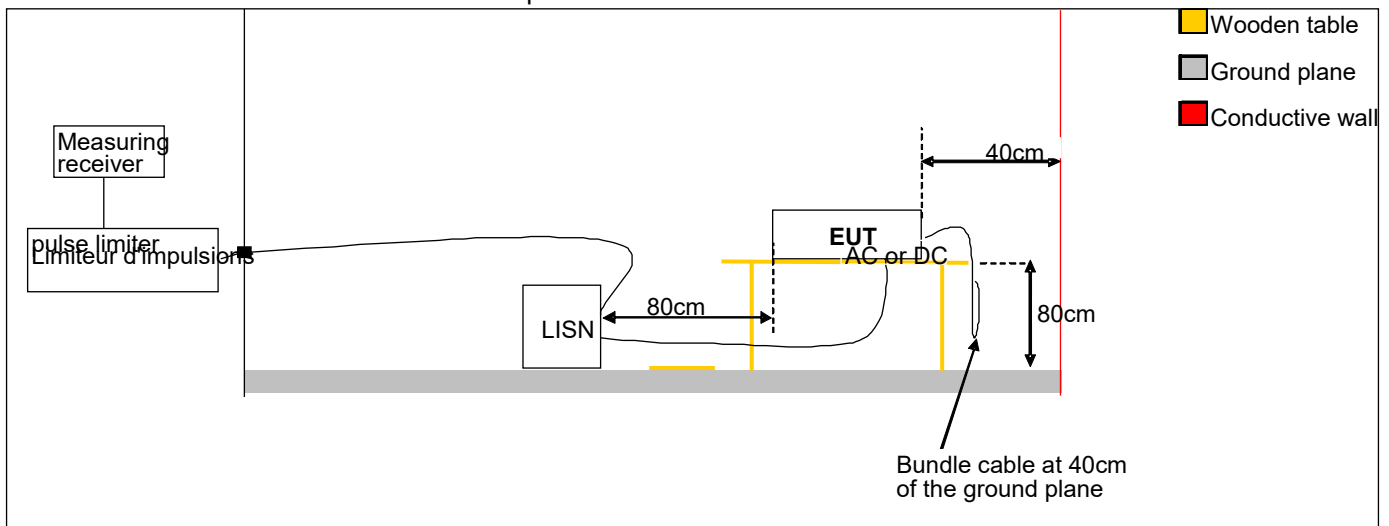 Wooden table
Ground plane
Conductive wall
Measuring
receiver
40cm
pulse limiter
Limiteur d'impulsions
EUT
AC or DC
80cm
80cm
LISN
Bundle cable at 40cm
of the ground plane